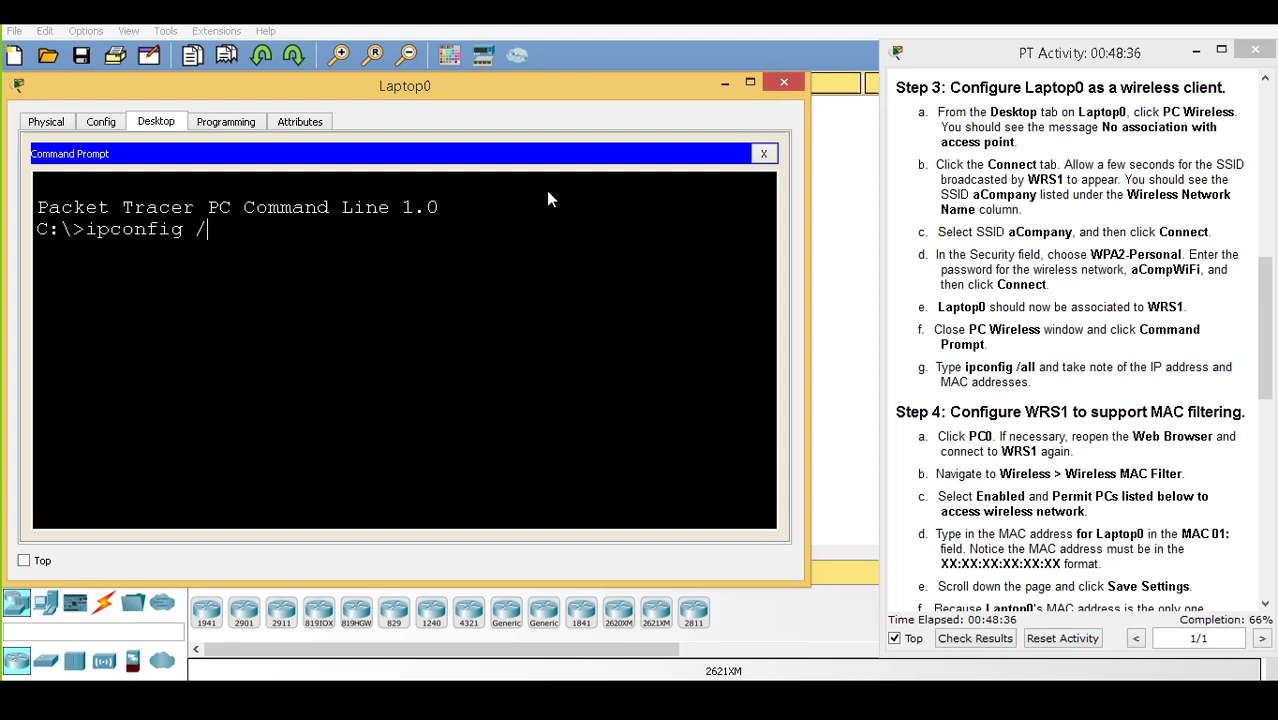 File Edit View Tools Extensions Help
PT Activity: 00:48:36
Laptop0
Physical Config Desktop Programming Attributes
Command Prompt X
Packet Tracer PC Command Line 1.0
C:\>ipconfig /
Top
1941 2901 2911 819IOX 819HGW 829 1240 4321 Generic Generic 1841 2620XM 2621XM 2811
2621XM
Step 3: Configure Laptop0 as a wireless client.
a. From the Desktop tab on Laptop0, click PC Wireless.
You should see the message No association with
access point.
b. Click the Connect tab. Allow a few seconds for the SSID
broadcasted by WRS1 to appear. You should see the
SSID aCompany listed under the Wireless Network
Name column.
c. Select SSID aCompany, and then click Connect.
d. In the Security field, choose WPA2-Personal. Enter the
password for the wireless network, aCompWiFi, and
then click Connect.
e. Laptop0 should now be associated to WRS1.
f. Close PC Wireless window and click Command
Prompt.
g. Type ipconfig /all and take note of the IP address and
MAC addresses.
Step 4: Configure WRS1 to support MAC filtering.
a. Click PC0. If necessary, reopen the Web Browser and
connect to WRS1 again.
b. Navigate to Wireless > Wireless MAC Filter.
c. Select Enabled and Permit PCs listed below to
access wireless network.
d. Type in the MAC address for Laptop0 in the MAC 01:
field. Notice the MAC address must be in the
XX:XX:XX:XX:XX:XX format.
e. Scroll down the page and click Save Settings.
f. Because Laptop0's MAC address is the only one
Time Elapsed: 00:48:36 Completion: 66%
Top Check Results Reset Activity < 1/1 >